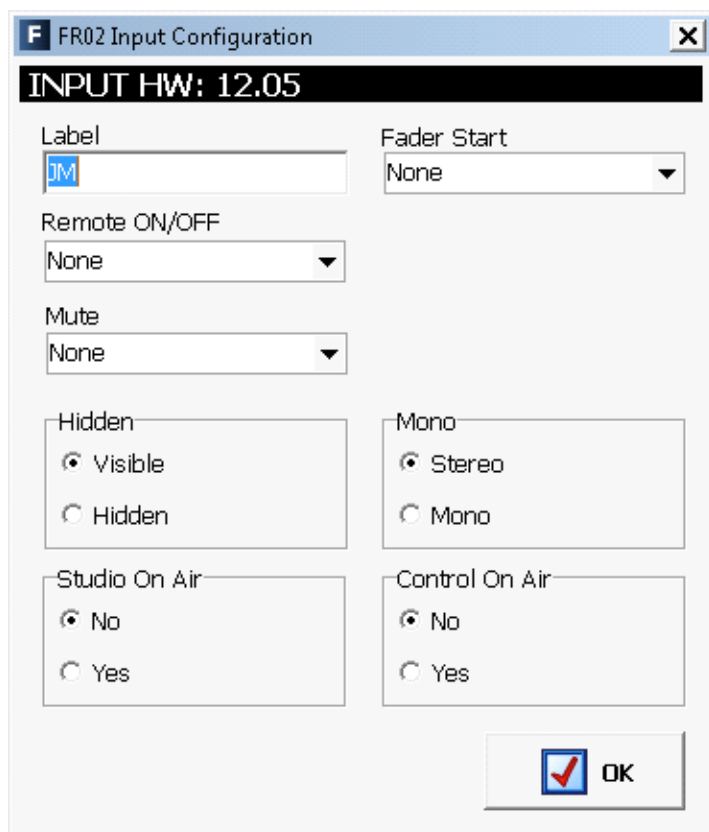 F FR02 Input Configuration
INPUT HW: 12.05
Label Fader Start
JM None
Remote ON/OFF
None
Mute
None
Hidden Mono
Visible Stereo
Hidden Mono
Studio On Air Control On Air
No No
Yes Yes
OK